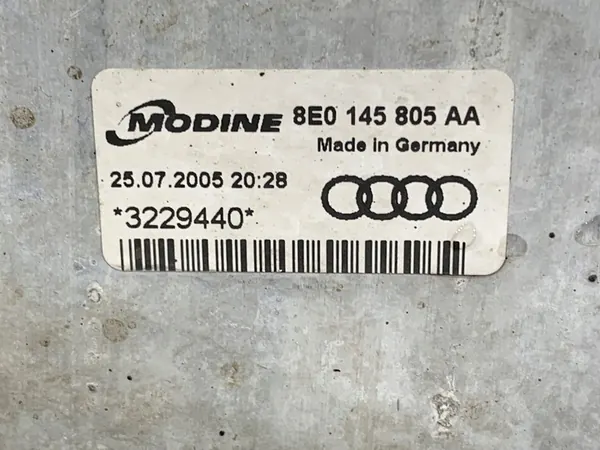 MODINE 8E0 145 805 AA
Made in Germany
25.07.2005 20:28
*3229440*